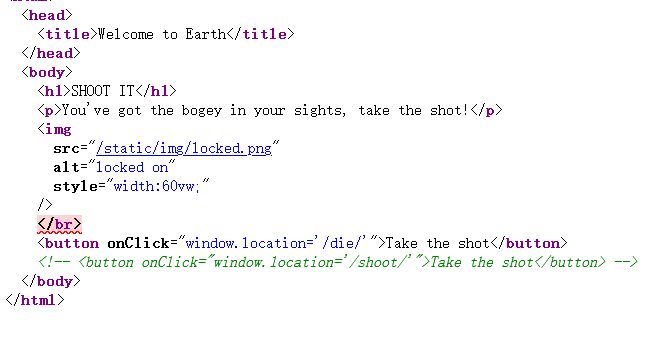 <head>
<title>Welcome to Earth</title>
</head>
<body>
<h1>SHOOT IT</h1>
<p>You've got the bogey in your sights, take the shot!</p>
<img
src="/static/img/locked.png"
alt="locked on"
style="width:60vw;"
/>
</br>
<button onClick="window.location='/die/'">Take the shot</button>
<!-- <button onClick="window.location='/shoot/'">Take the shot</button> -->
</body>
</html>